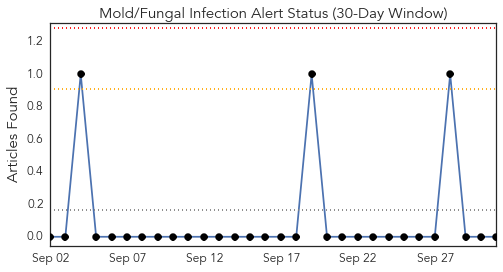 Mold/Fungal Infection Alert Status (30-Day Window)
Articles Found
1.2
1.0
0.8
0.6
0.4
0.2
0.0
Sep 02 Sep 07 Sep 12 Sep 17 Sep 22 Sep 27